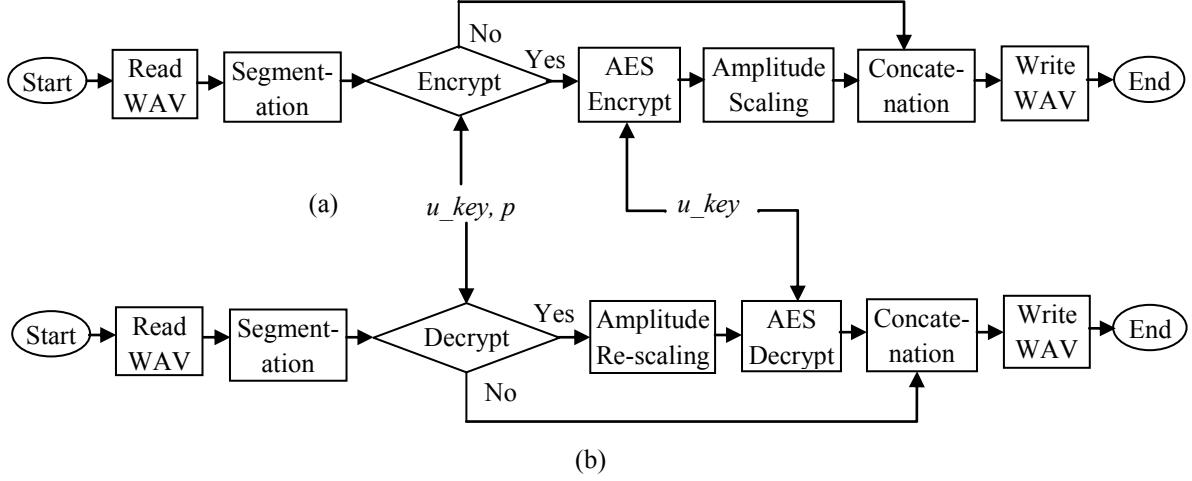 No
Start
Read
WAV
Segment-
ation
Encrypt
Yes
AES
Encrypt
Amplitude
Scaling
Concate-
nation
Write
WAV
End
(a)
u_key, p
u_key
Start
Read
WAV
Segment-
ation
Decrypt
Yes
Amplitude
Re-scaling
AES
Decrypt
Concate-
nation
Write
WAV
End
No
(b)